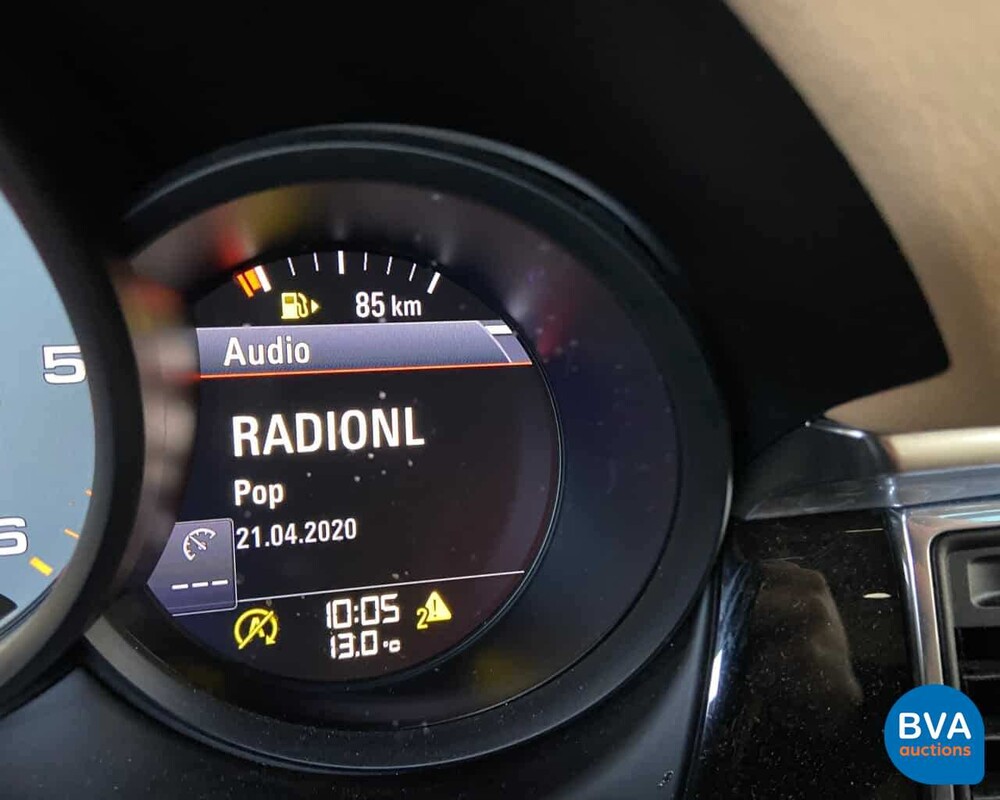 85 km
Audio
RADIONL
Pop
21.04.2020
---
10:05
2
13.0 °C
5
6
A
BVA
auctions